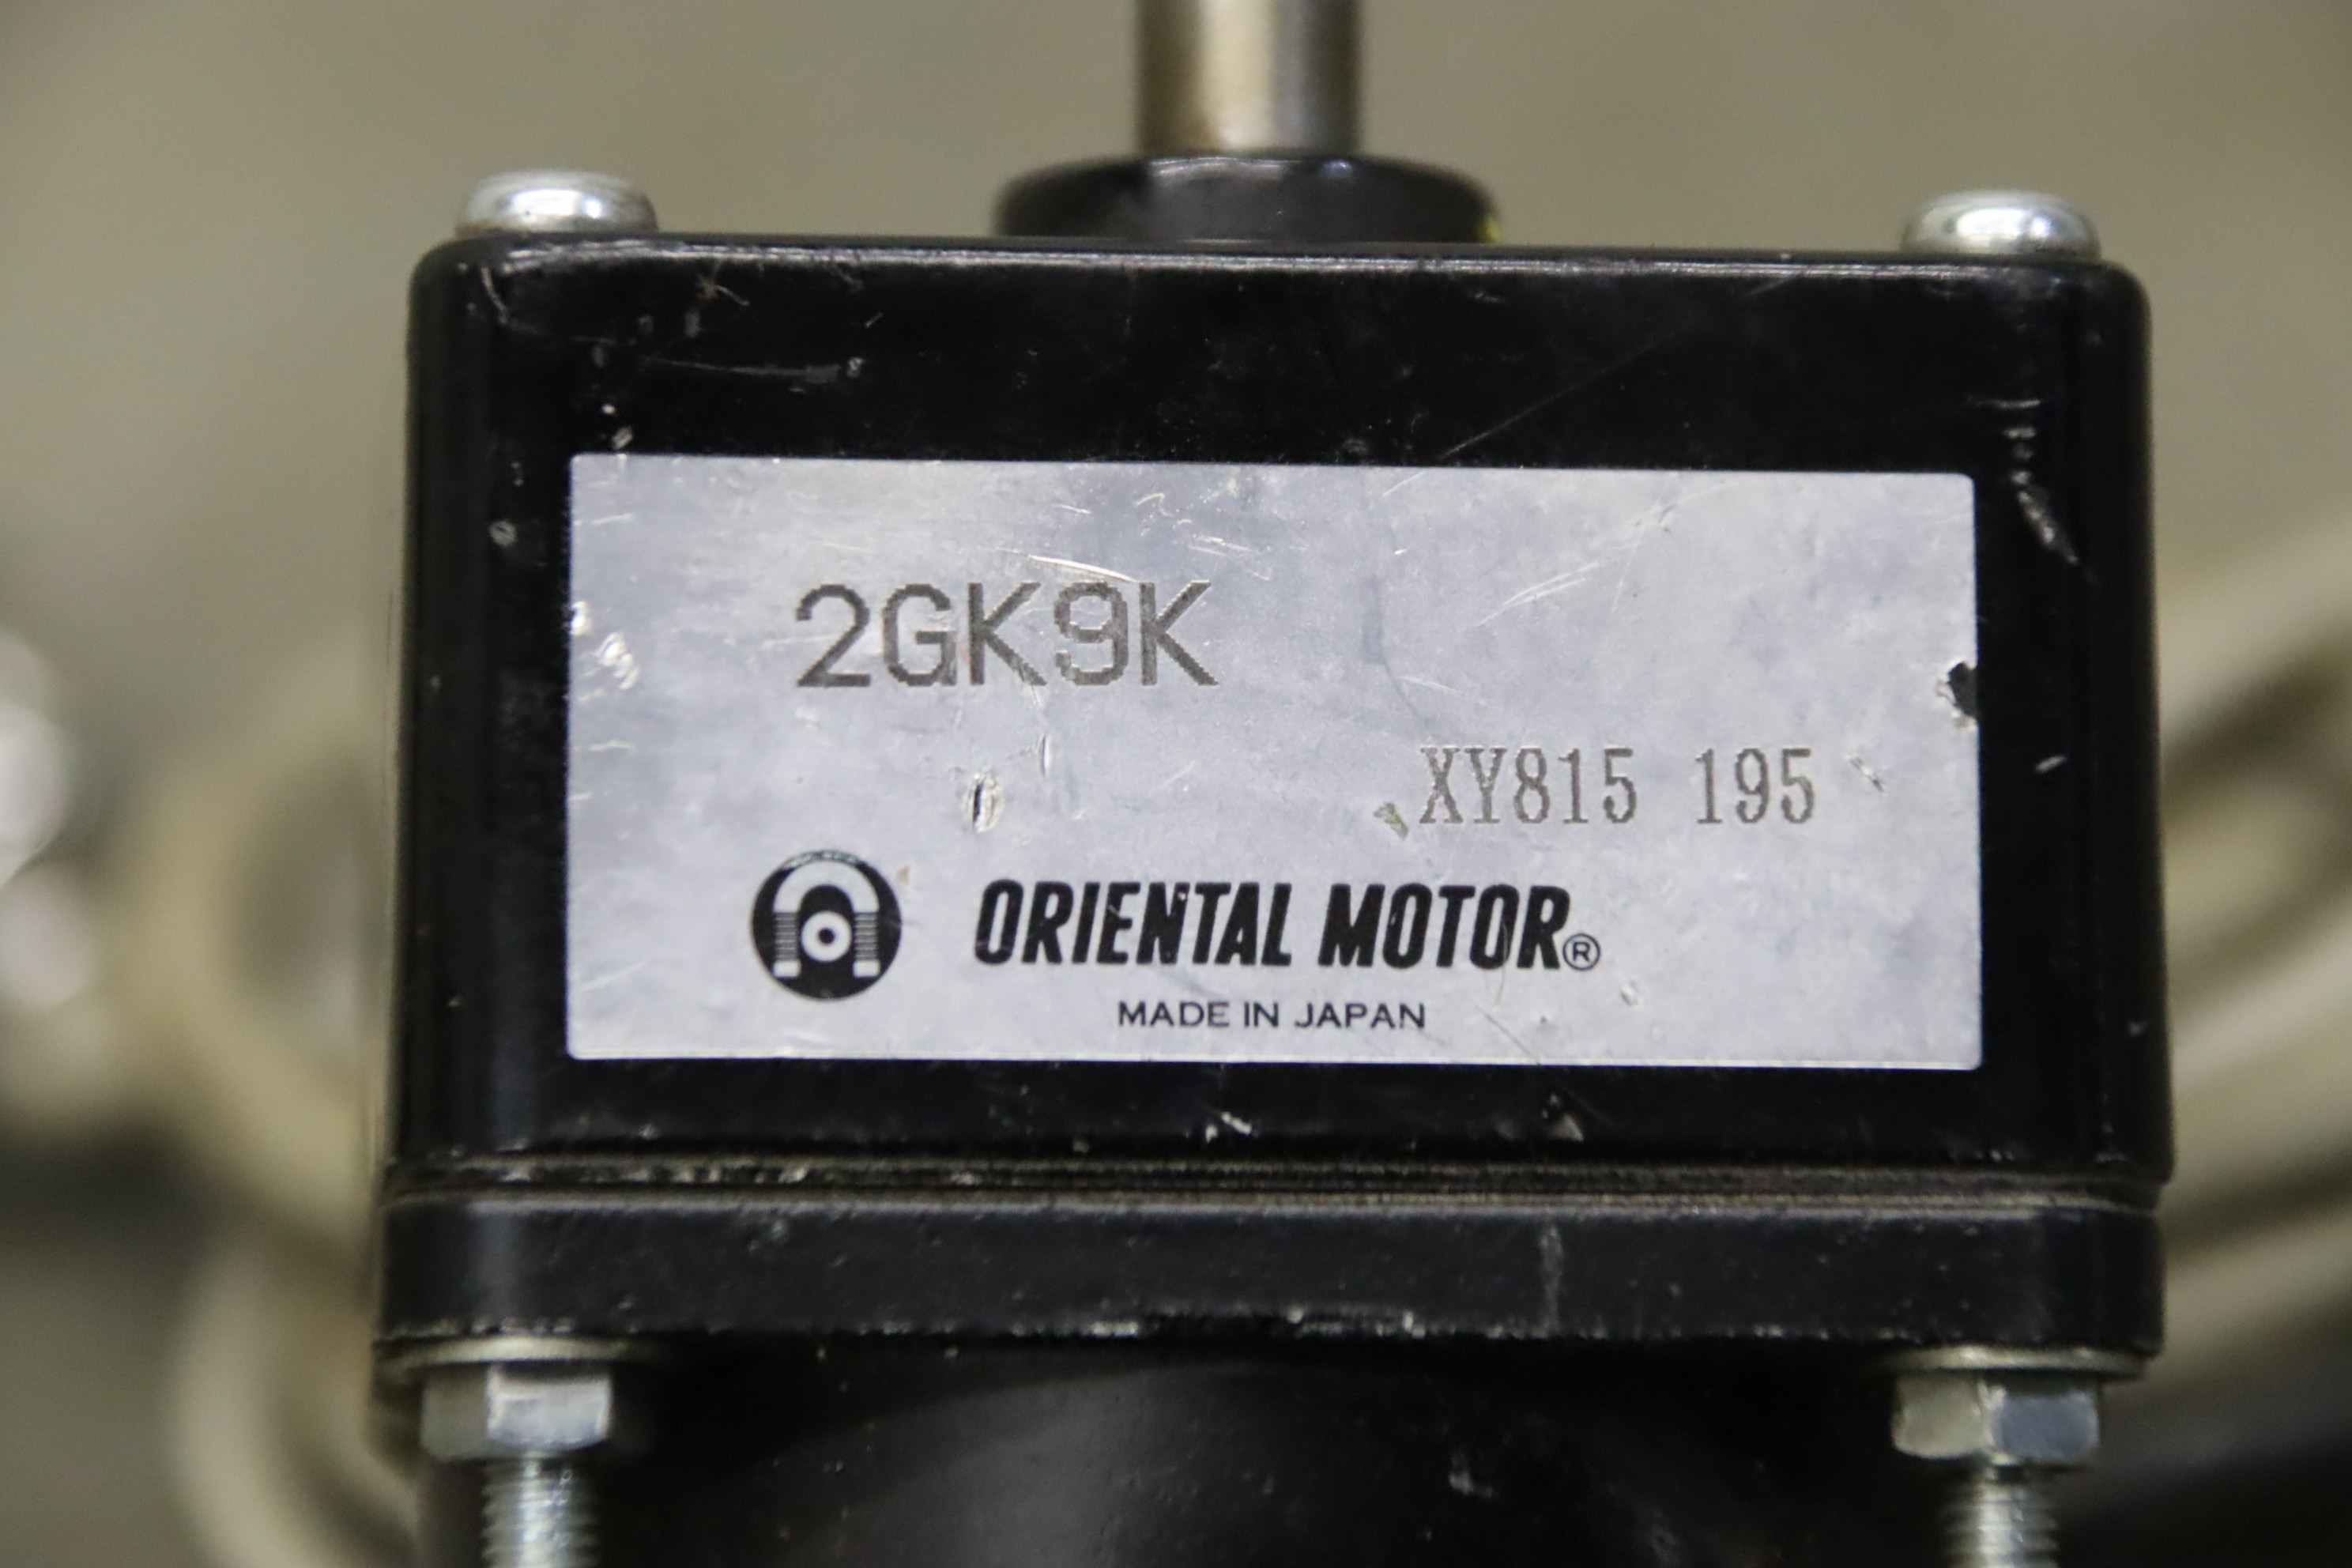 2GK9K
XY815 195
ORIENTAL MOTOR®
MADE IN JAPAN